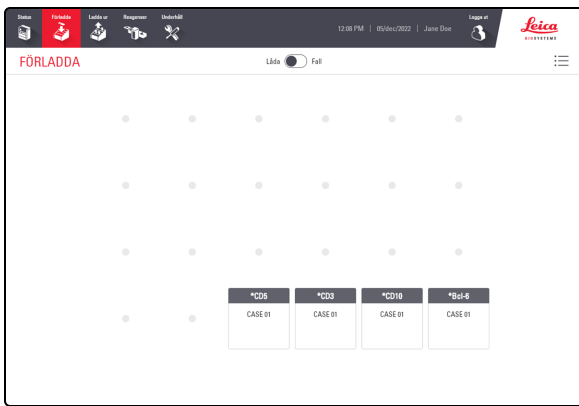 Status Förladda Ladda ur Reagenser Underhåll
12:08 PM | 05/dec/2022 | Jane Doe
Logga ut
Leica
BIOSYSTEMS
FÖRLADDA
Låda Fall
*CD5 *CD3 *CD10 *Bcl-6
CASE 01 CASE 01 CASE 01 CASE 01